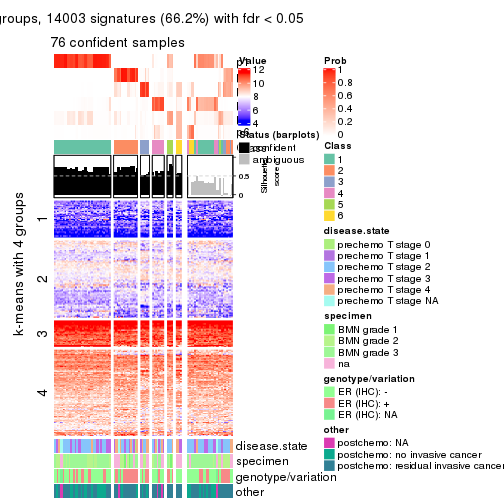 groups, 14003 signatures (66.2%) with fdr < 0.05
76 confident samples
Value
12
10
8
6
4
Status (barplots)
confident
ambiguous
1
0.5
0
Silhouette
score
Prob
1
0.8
0.6
0.4
0.2
0
Class
1
2
3
4
5
6
disease.state
prechemo T stage 0
prechemo T stage 1
prechemo T stage 2
prechemo T stage 3
prechemo T stage 4
prechemo T stage NA
specimen
BMN grade 1
BMN grade 2
BMN grade 3
na
genotype/variation
ER (IHC): -
ER (IHC): +
ER (IHC): NA
other
postchemo: NA
postchemo: no invasive cancer
postchemo: residual invasive cancer
k-means with 4 groups
1
2
3
4
disease.state
specimen
genotype/variation
other